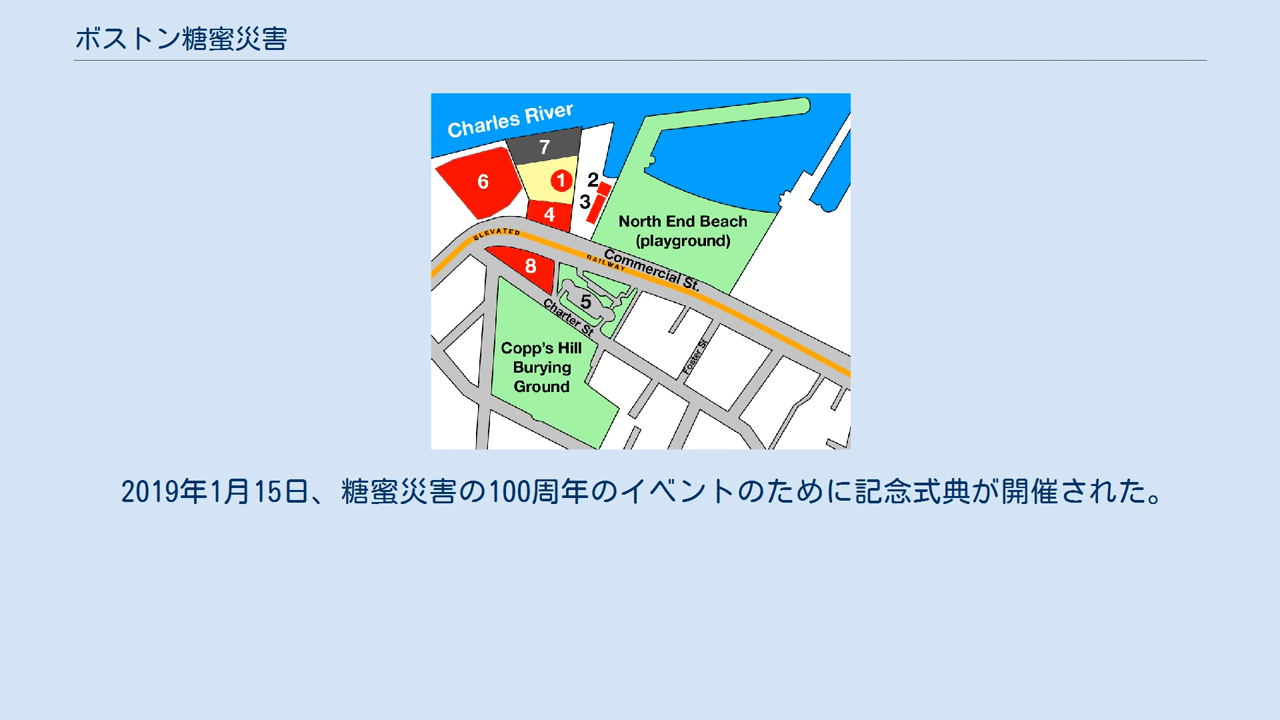 ボストン糖蜜災害
Charles River
7
6
1
2
3
4
North End Beach
(playground)
ELEVATED
RAILWAY
Commercial St.
8
5
Charter St
Foster St
Copp's Hill
Burying
Ground
2019年1月15日、糖蜜災害の100周年のイベントのために記念式典が開催された。